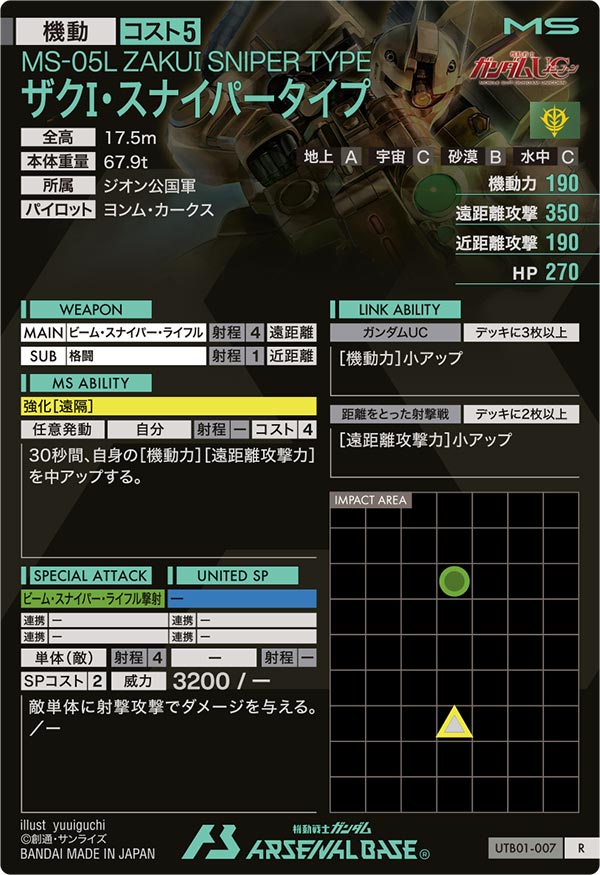 機動 コスト5 MS
MS-05L ZAKUI SNIPER TYPE
機動戦士
ガンダムUC
MOBILE SUIT GUNDAM UNICORN
ザクI・スナイパータイプ
全高 17.5m
本体重量 67.9t
所属 ジオン公国軍
パイロット ヨンム・カークス
地上 A 宇宙 C 砂漠 B 水中 C
機動力 190
遠距離攻撃 350
近距離攻撃 190
HP 270
WEAPON
MAIN ビーム・スナイパー・ライフル 射程 4 遠距離
SUB 格闘 射程 1 近距離
MS ABILITY
強化[遠隔]
任意発動 自分 射程 ー コスト 4
30秒間、自身の[機動力][遠距離攻撃力]
を中アップする。
LINK ABILITY
ガンダムUC デッキに3枚以上
[機動力]小アップ
距離をとった射撃戦 デッキに2枚以上
[遠距離攻撃力]小アップ
IMPACT AREA
SPECIAL ATTACK UNITED SP
ビーム・スナイパー・ライフル撃射 ー
連携 ー 連携 ー
連携 ー 連携 ー
単体(敵) 射程 4 ー 射程 ー
SPコスト 2 威力 3200 / ー
敵単体に射撃攻撃でダメージを与える。
/ー
illust yuuiguchi
©創通・サンライズ
BANDAI MADE IN JAPAN
機動戦士ガンダム
ARSENAL BASE®
UTB01-007 R